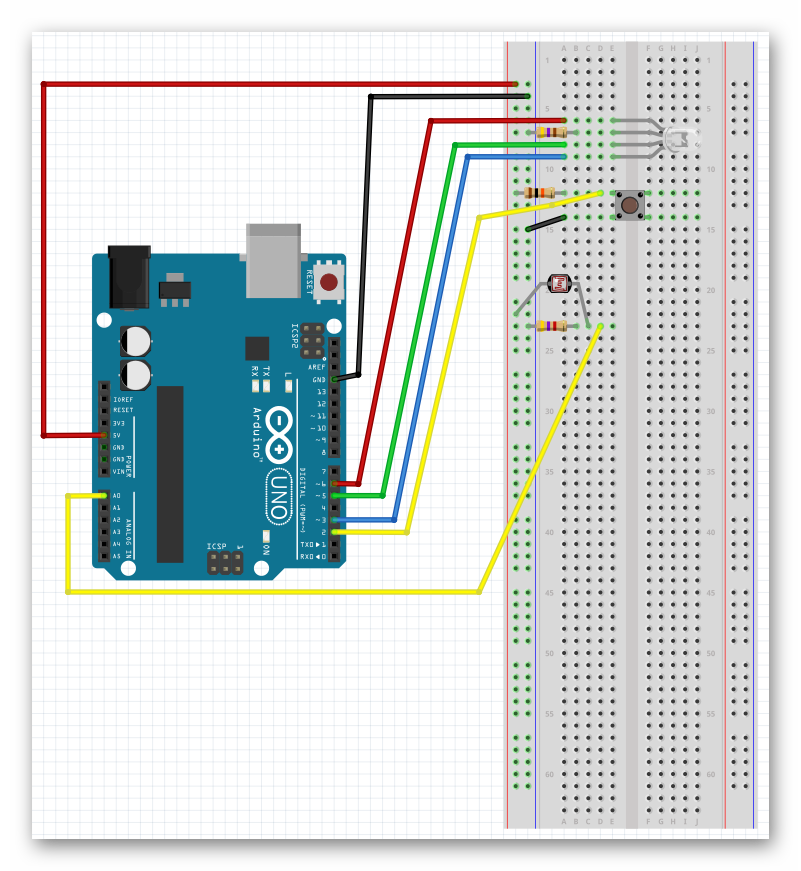 A B C D E F G H I J
1 1
5 5
10 10
15 15
20 20
25 25
30 30
35 35
40 40
45 45
50 50
55 55
60 60
A B C D E F G H I J
RESET
ICSP2
AREF
GND
13
12
~11
~10
~9
8
7
~6
~5
4
~3
2
TXD▶1
RXD◀0
DIGITAL (PWM=~)
RX TX L
Arduino™
UNO
ON
ICSP
1
IOREF
RESET
3V3
5V
GND
GND
VIN
POWER
A0
A1
A2
A3
A4
A5
ANALOG IN